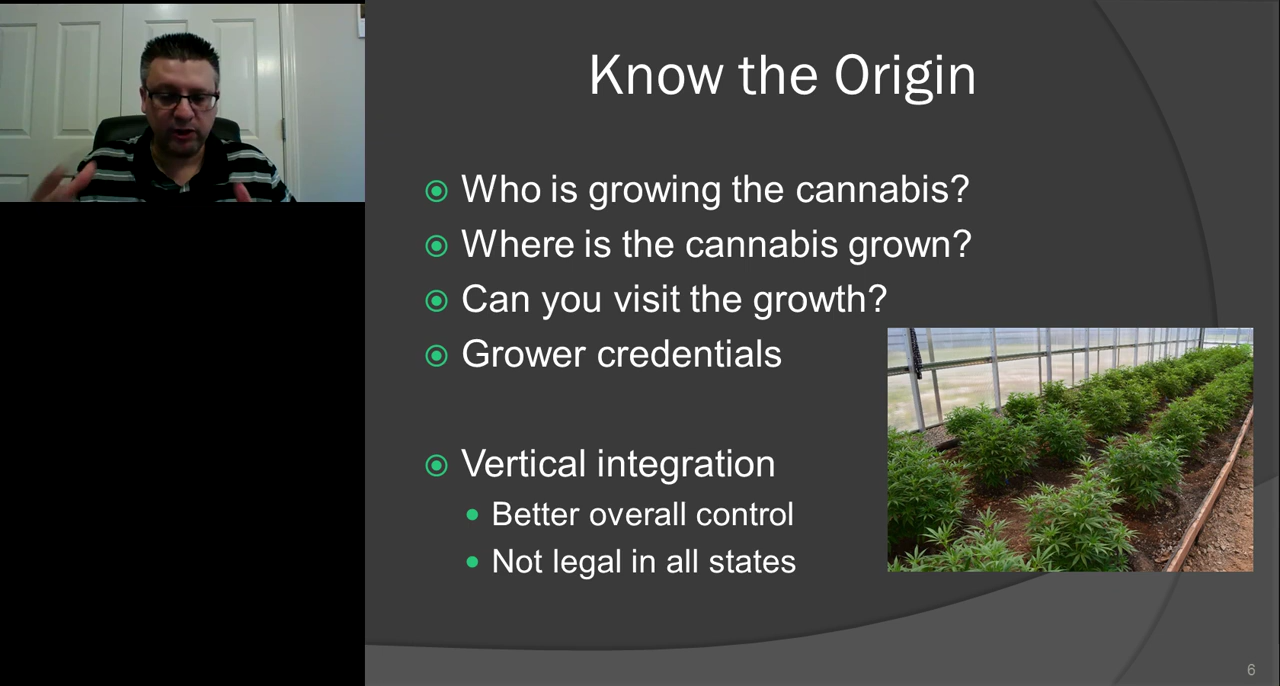 Know the Origin
Who is growing the cannabis?
Where is the cannabis grown?
Can you visit the growth?
Grower credentials
Vertical integration
Better overall control
Not legal in all states
6